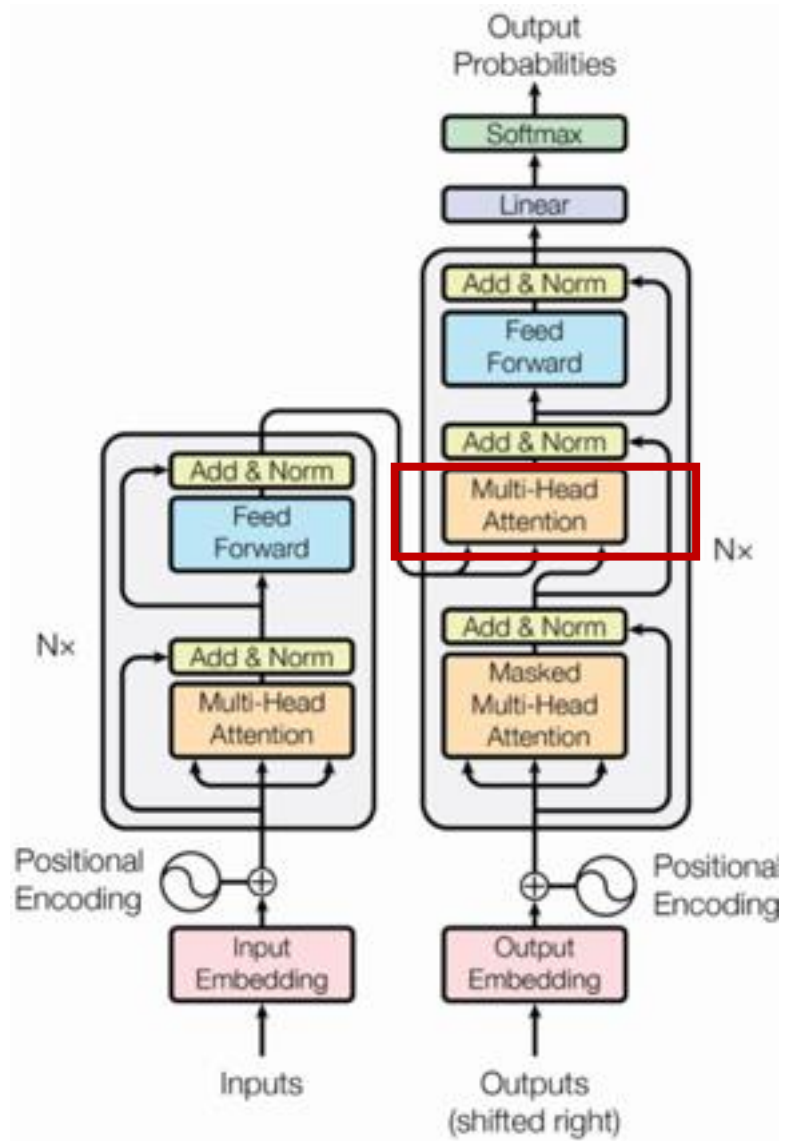 Output
Probabilities
Softmax
Linear
Add & Norm
Feed
Forward
Add & Norm
Multi-Head
Attention
Nx
Add & Norm
Masked
Multi-Head
Attention
Add & Norm
Feed
Forward
Nx
Add & Norm
Multi-Head
Attention
Positional
Encoding
Positional
Encoding
Input
Embedding
Output
Embedding
Inputs
Outputs
(shifted right)